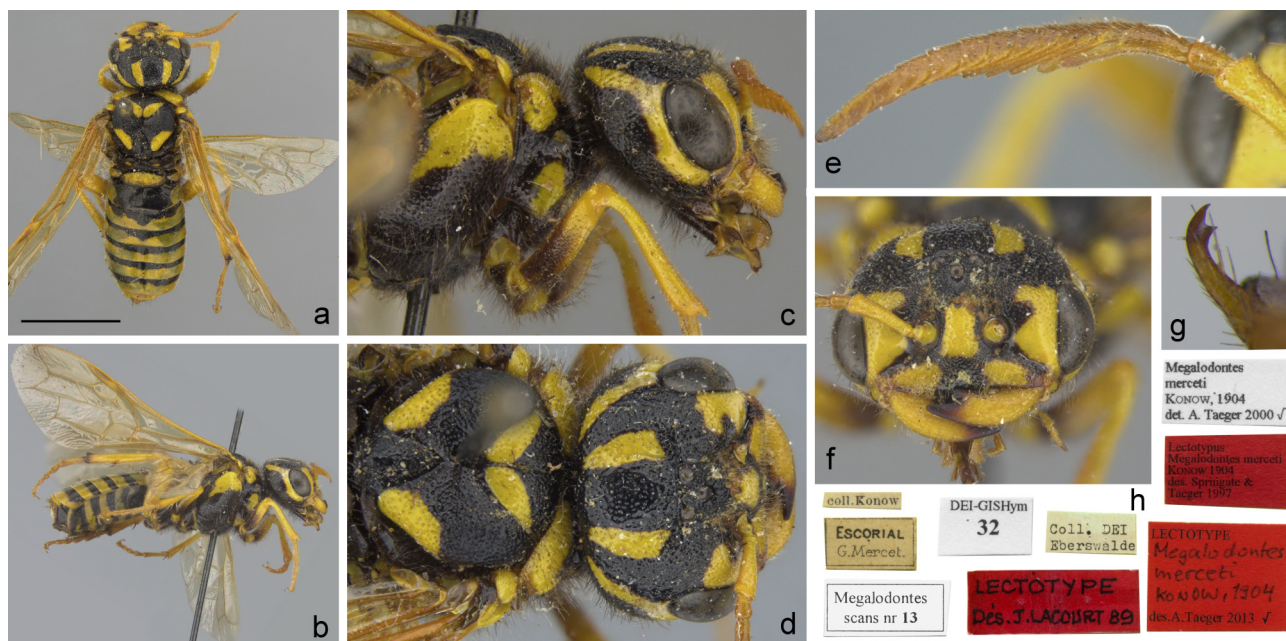 a
b
c
d
e
f
g
h
Megalodontes
merceti
KONOW, 1904
det. A. Taeger 2000 √
Lectotypus
Megalodontes merceti
KONOW 1904
des. Springate &
Taeger 1997
coll. Konow
ESCORIAL
G. Mercet.
DEI-GISHym
32
Coll. DEI
Eberswalde
Megalodontes
scans nr 13
LECTOTYPE
Dés. J. LACOURT 89
LECTOTYPE
Megalodontes
merceti
KONOW, 1904
des. A. Taeger 2013 √